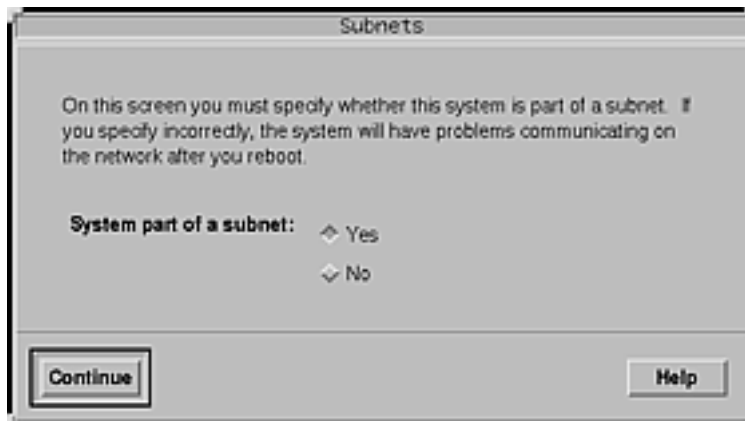 Subnets
On this screen you must specify whether this system is part of a subnet. If
you specify incorrectly, the system will have problems communicating on
the network after you reboot.
System part of a subnet:
Yes
No
Continue
Help